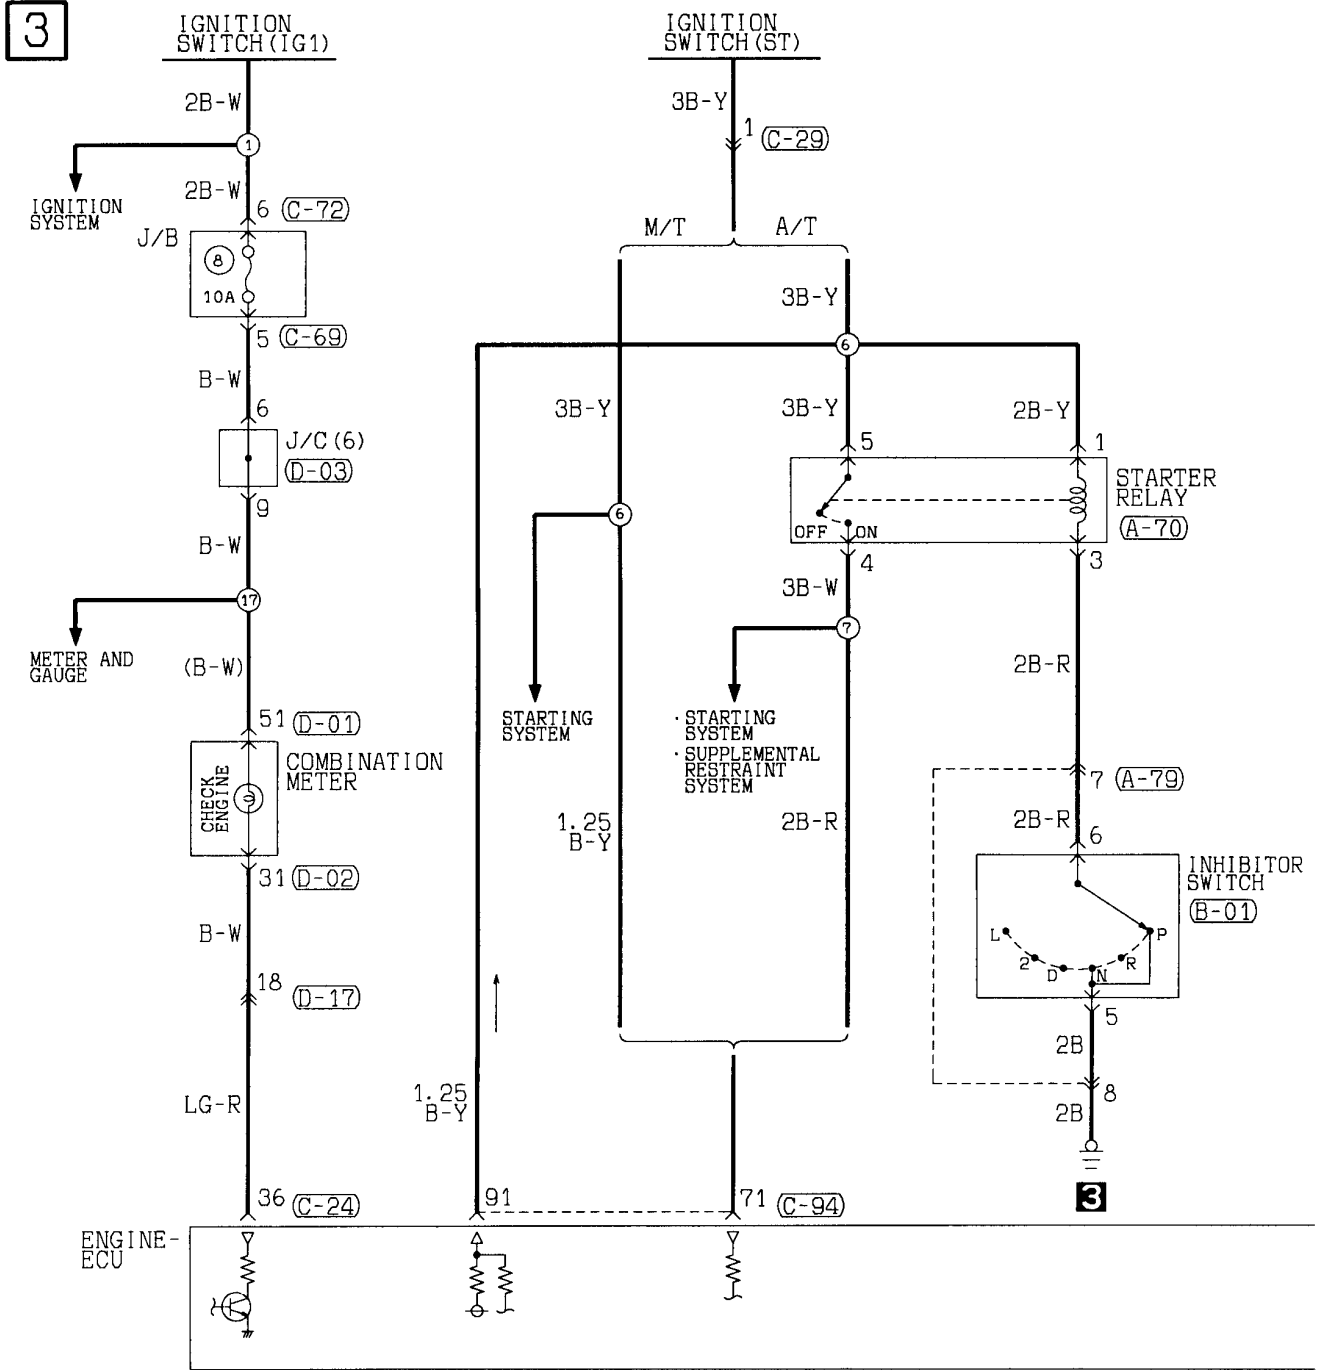 3
IGNITION
SWITCH(IG1)
IGNITION
SWITCH(ST)
2B-W
3B-Y
1
1
(C-29)
2B-W
IGNITION
SYSTEM
6
(C-72)
J/B
M/T
A/T
8
10A
3B-Y
5
(C-69)
6
B-W
3B-Y
3B-Y
2B-Y
6
5
1
J/C(6)
(D-03)
STARTER
RELAY
(A-70)
9
6
OFF
ON
B-W
4
3
3B-W
17
7
METER AND
GAUGE
(B-W)
2B-R
51
(D-01)
STARTING
SYSTEM
·STARTING
SYSTEM
·SUPPLEMENTAL
RESTRAINT
SYSTEM
COMBINATION
METER
CHECK
ENGINE
7
(A-79)
1.25
B-Y
2B-R
2B-R
6
31
(D-02)
INHIBITOR
SWITCH
(B-01)
B-W
L
P
2
D
N
R
18
(D-17)
5
2B
LG-R
1.25
B-Y
8
2B
3
36
(C-24)
91
71
(C-94)
ENGINE-
ECU